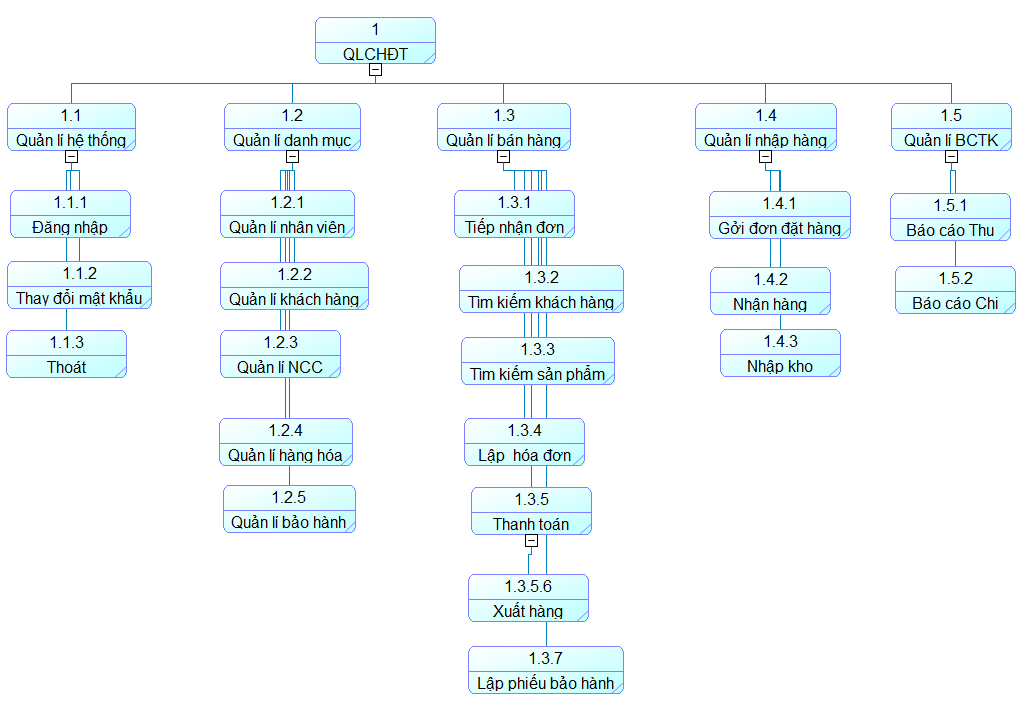 1
QLCHĐT
1.1
Quản lí hệ thống
1.2
Quản lí danh mục
1.3
Quản lí bán hàng
1.4
Quản lí nhập hàng
1.5
Quản lí BCTK
1.1.1
Đăng nhập
1.1.2
Thay đổi mật khẩu
1.1.3
Thoát
1.2.1
Quản lí nhân viên
1.2.2
Quản lí khách hàng
1.2.3
Quản lí NCC
1.2.4
Quản lí hàng hóa
1.2.5
Quản lí bảo hành
1.3.1
Tiếp nhận đơn
1.3.2
Tìm kiếm khách hàng
1.3.3
Tìm kiếm sản phẩm
1.3.4
Lập hóa đơn
1.3.5
Thanh toán
1.3.5.6
Xuất hàng
1.3.7
Lập phiếu bảo hành
1.4.1
Gởi đơn đặt hàng
1.4.2
Nhận hàng
1.4.3
Nhập kho
1.5.1
Báo cáo Thu
1.5.2
Báo cáo Chi